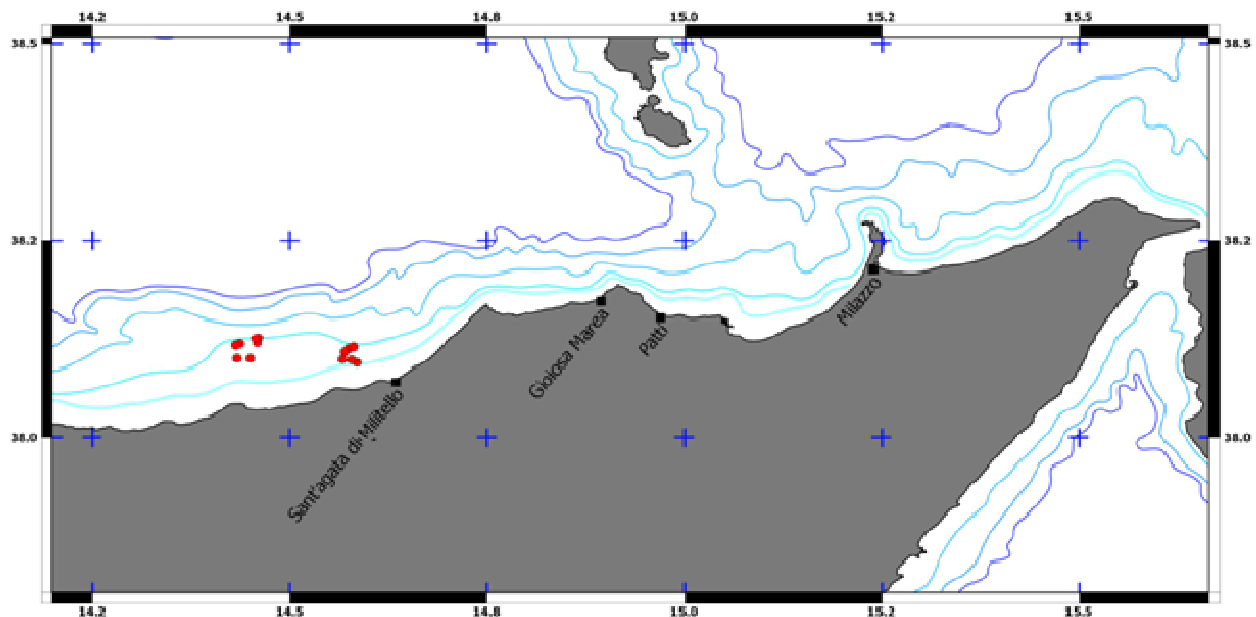 14.2 14.5 14.8 15.0 15.2 15.5
38.5 38.5
38.2 38.2
38.0 38.0
Milazzo
Gioiosa Marea
Patti
Sant'agata di Militello
14.2 14.5 14.8 15.0 15.2 15.5